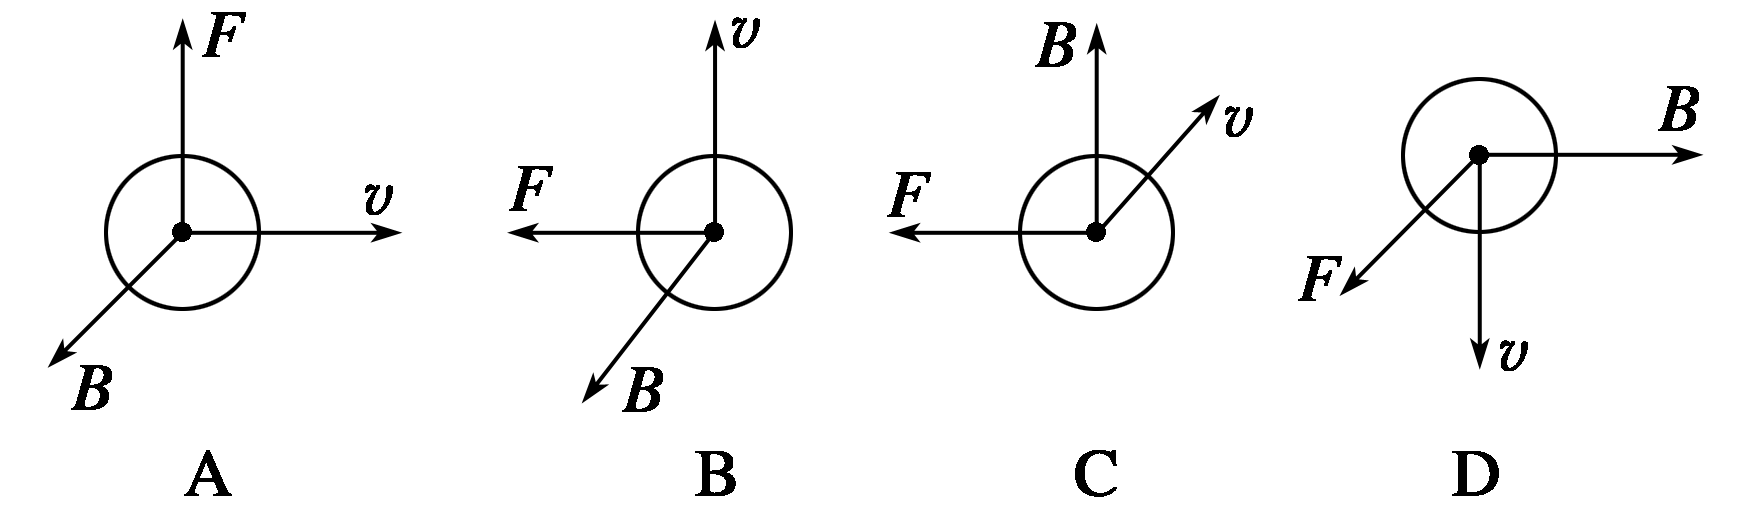 F v B
v F B
B v F
B F v
A B C D